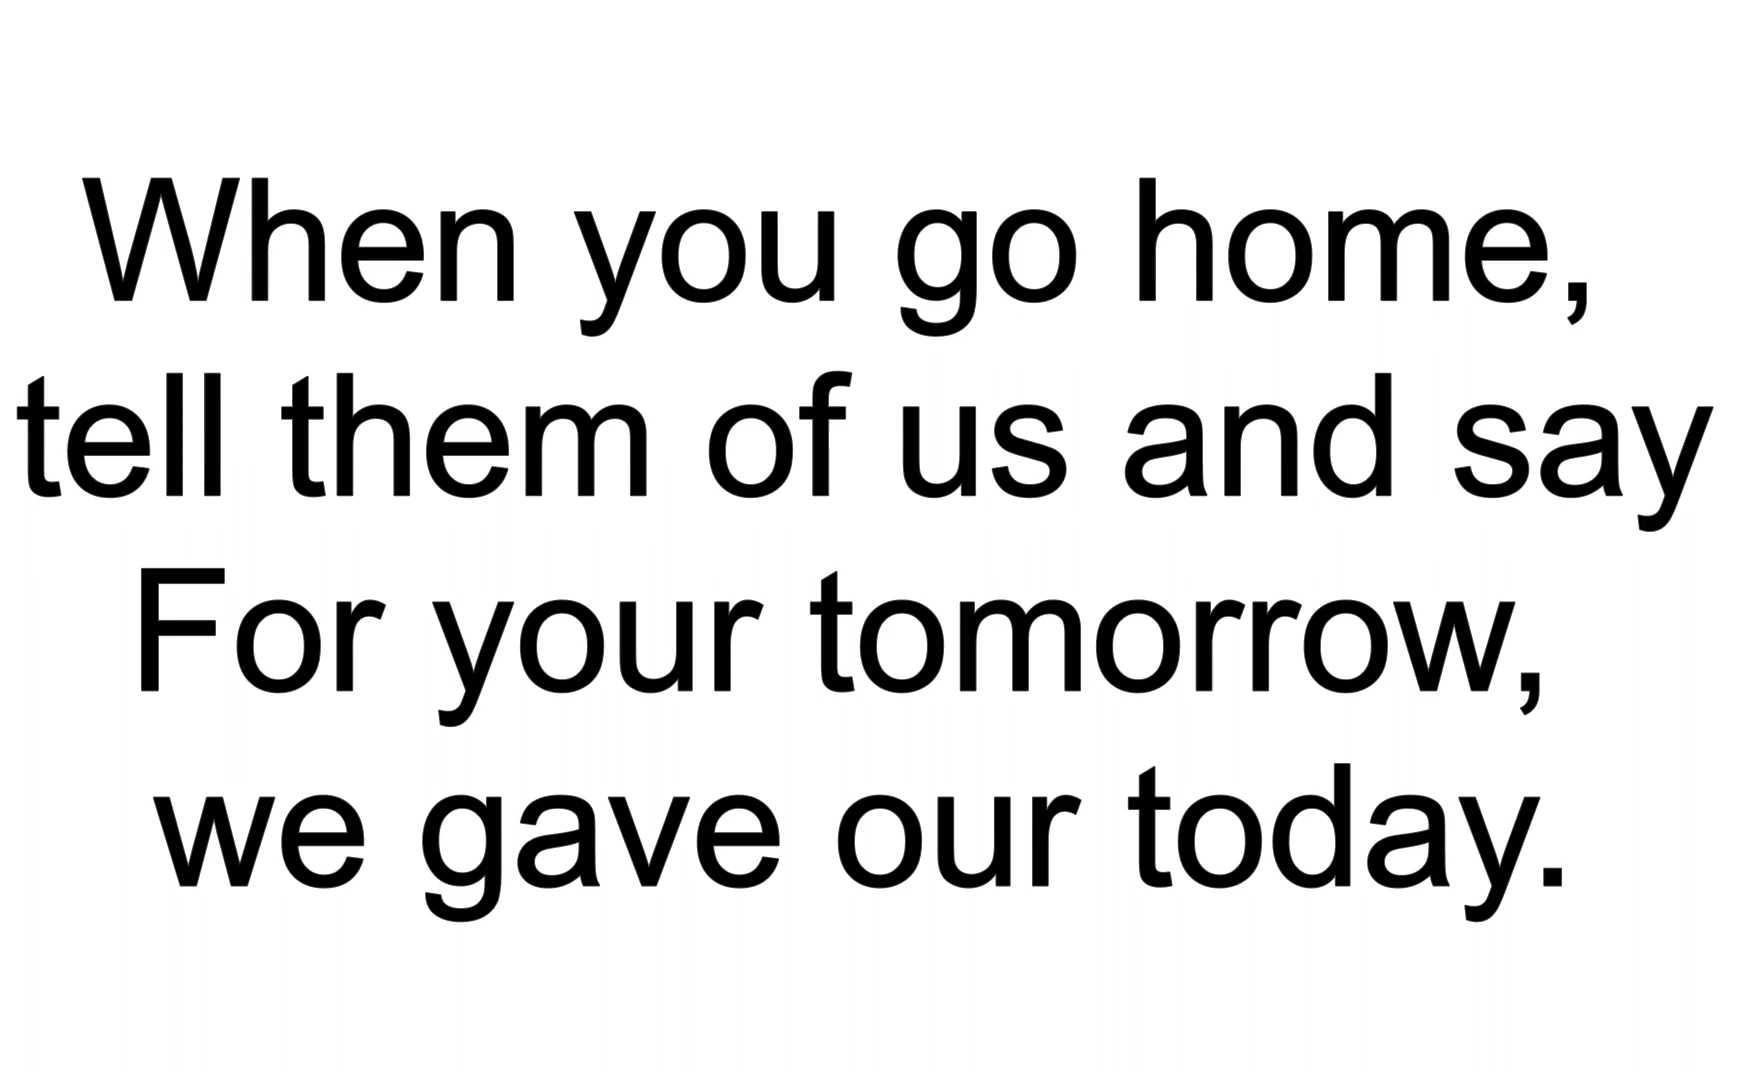 When you go home,
tell them of us and say
For your tomorrow,
we gave our today.